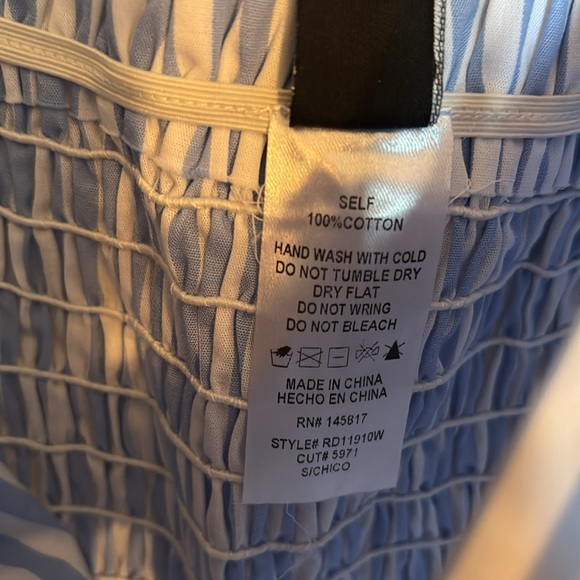 SELF
100%COTTON
HAND WASH WITH COLD
DO NOT TUMBLE DRY
DRY FLAT
DO NOT WRING
DO NOT BLEACH
MADE IN CHINA
HECHO EN CHINA
RN# 145817
STYLE# RD11910W
CUT# 5971
S/CHICO